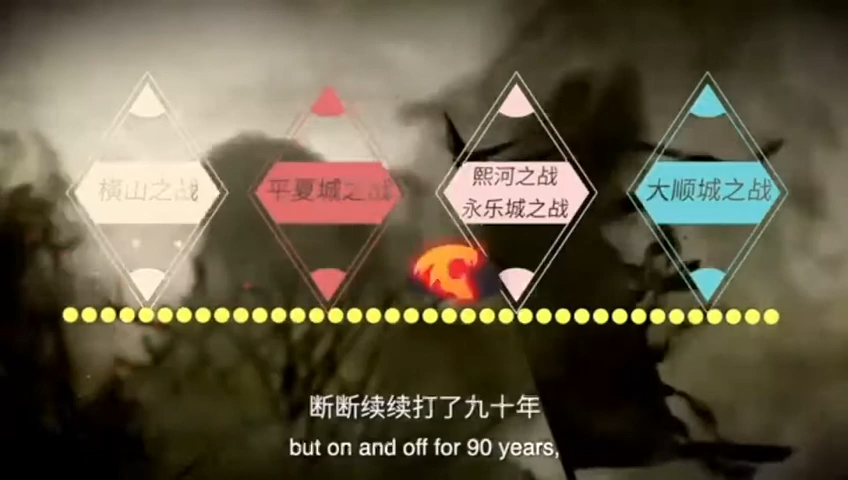 横山之战
平夏城之战
熙河之战
永乐城之战
大顺城之战
断断续续打了九十年
but on and off for 90 years,